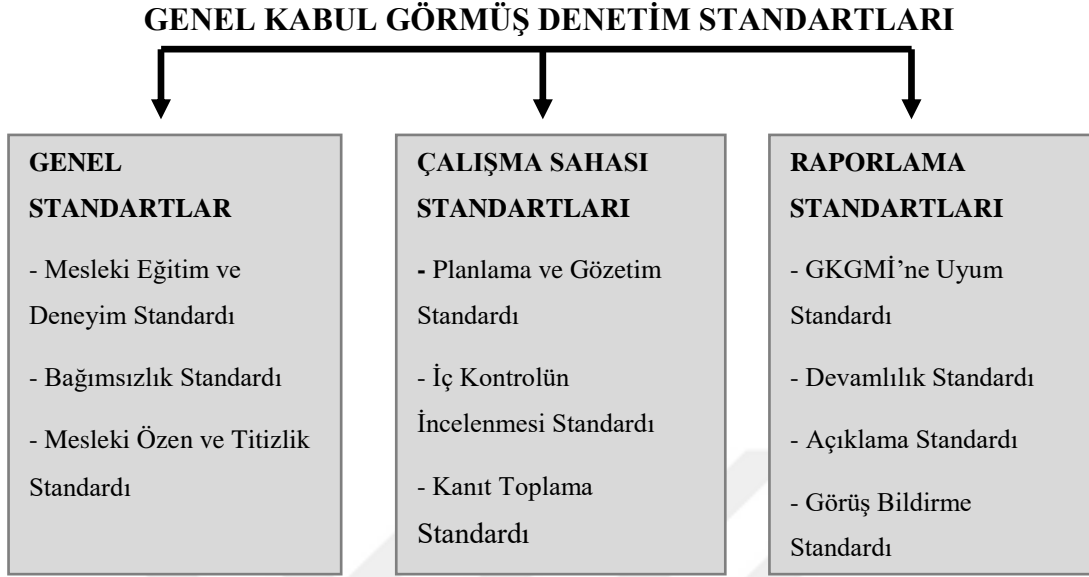 GENEL KABUL GÖRMÜŞ DENETİM STANDARTLARI
GENEL
STANDARTLAR
- Mesleki Eğitim ve
Deneyim Standardı
- Bağımsızlık Standardı
- Mesleki Özen ve Titizlik
Standardı
ÇALIŞMA SAHASI
STANDARTLARI
- Planlama ve Gözetim
Standardı
- İç Kontrolün
İncelenmesi Standardı
- Kanıt Toplama
Standardı
RAPORLAMA
STANDARTLARI
- GKGMİ’ne Uyum
Standardı
- Devamlılık Standardı
- Açıklama Standardı
- Görüş Bildirme
Standardı